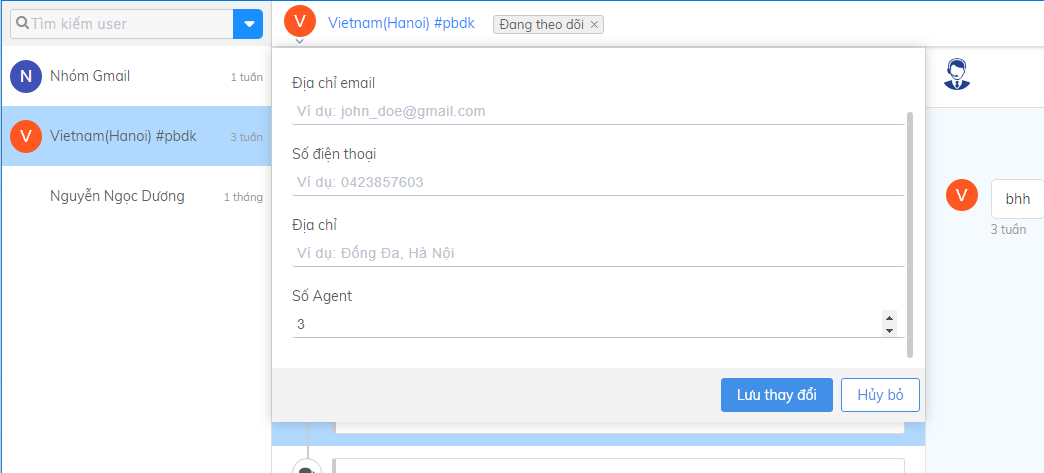 Tìm kiếm user
N
Nhóm Gmail
1 tuần
V
Vietnam(Hanoi) #pbdk
3 tuần
Nguyễn Ngọc Dương
1 tháng
V
Vietnam(Hanoi) #pbdk
Đang theo dõi ×
Địa chỉ email
Ví dụ: john_doe@gmail.com
Số điện thoại
Ví dụ: 0423857603
Địa chỉ
Ví dụ: Đống Đa, Hà Nội
Số Agent
3
Lưu thay đổi
Hủy bỏ
V
bhh
3 tuần